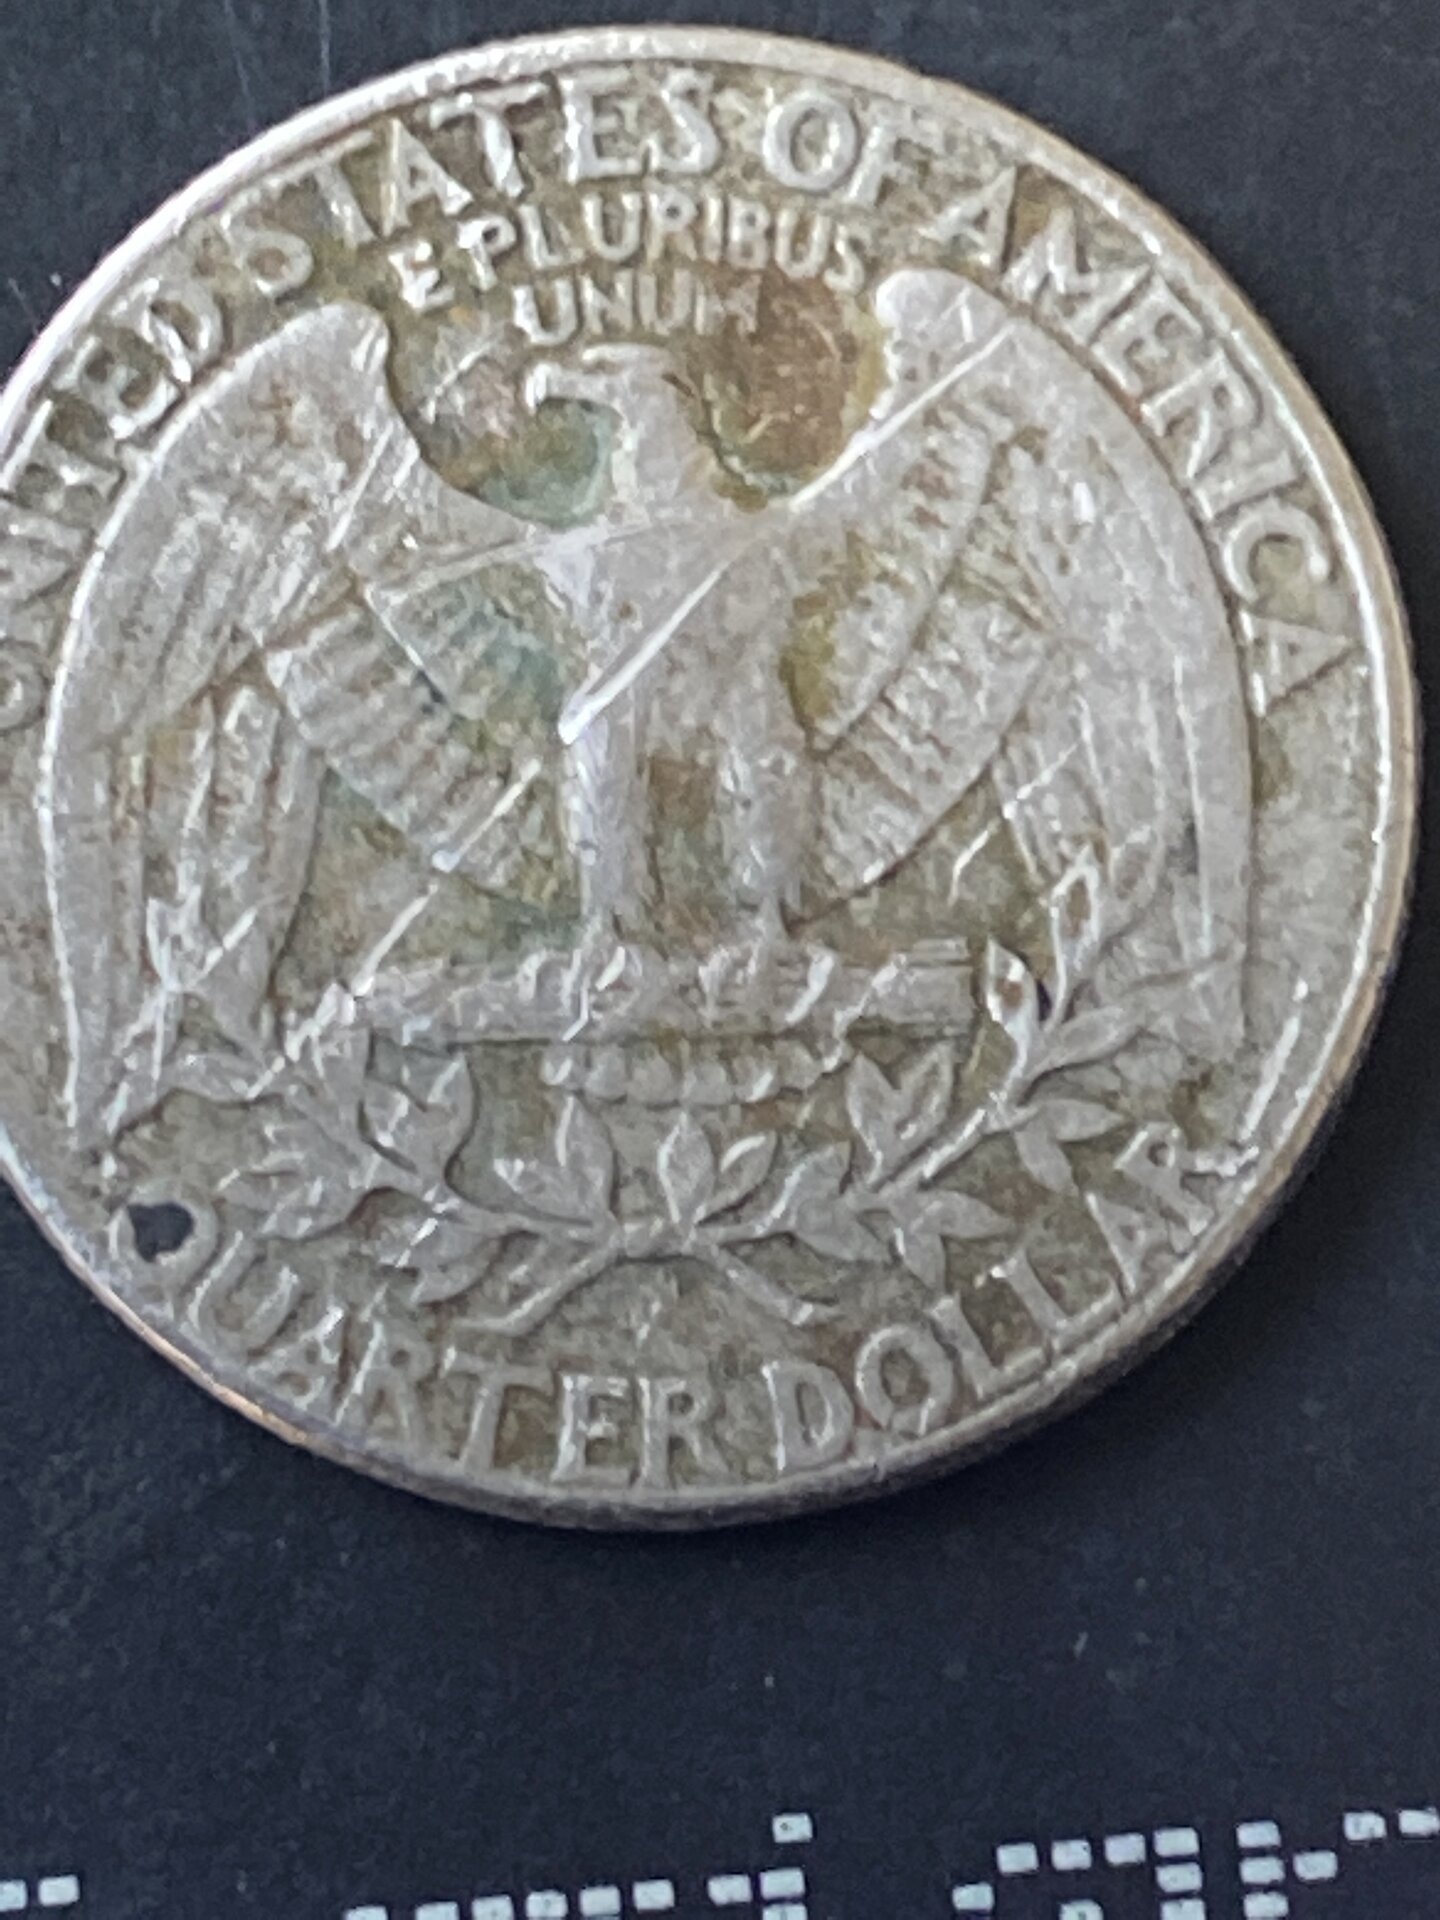 UNITED STATES OF AMERICA
E PLURIBUS
UNUM
QUARTER DOLLAR